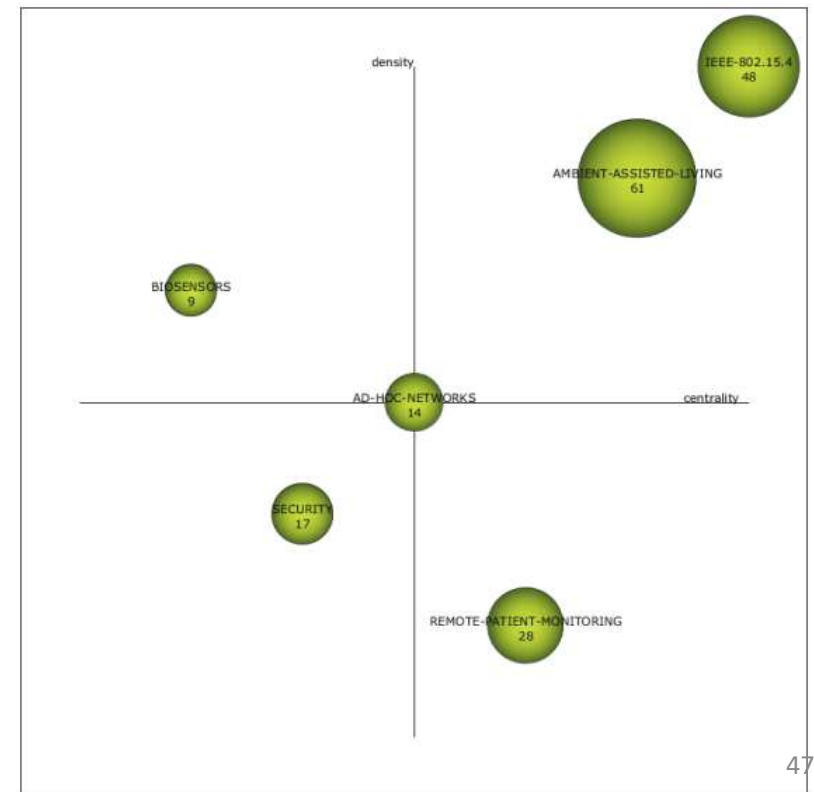 density
IEEE-802.15.4
48
AMBIENT-ASSISTED-LIVING
61
BIOSENSORS
9
AD-HOC-NETWORKS
14
centrality
SECURITY
17
REMOTE-PATIENT-MONITORING
28
47